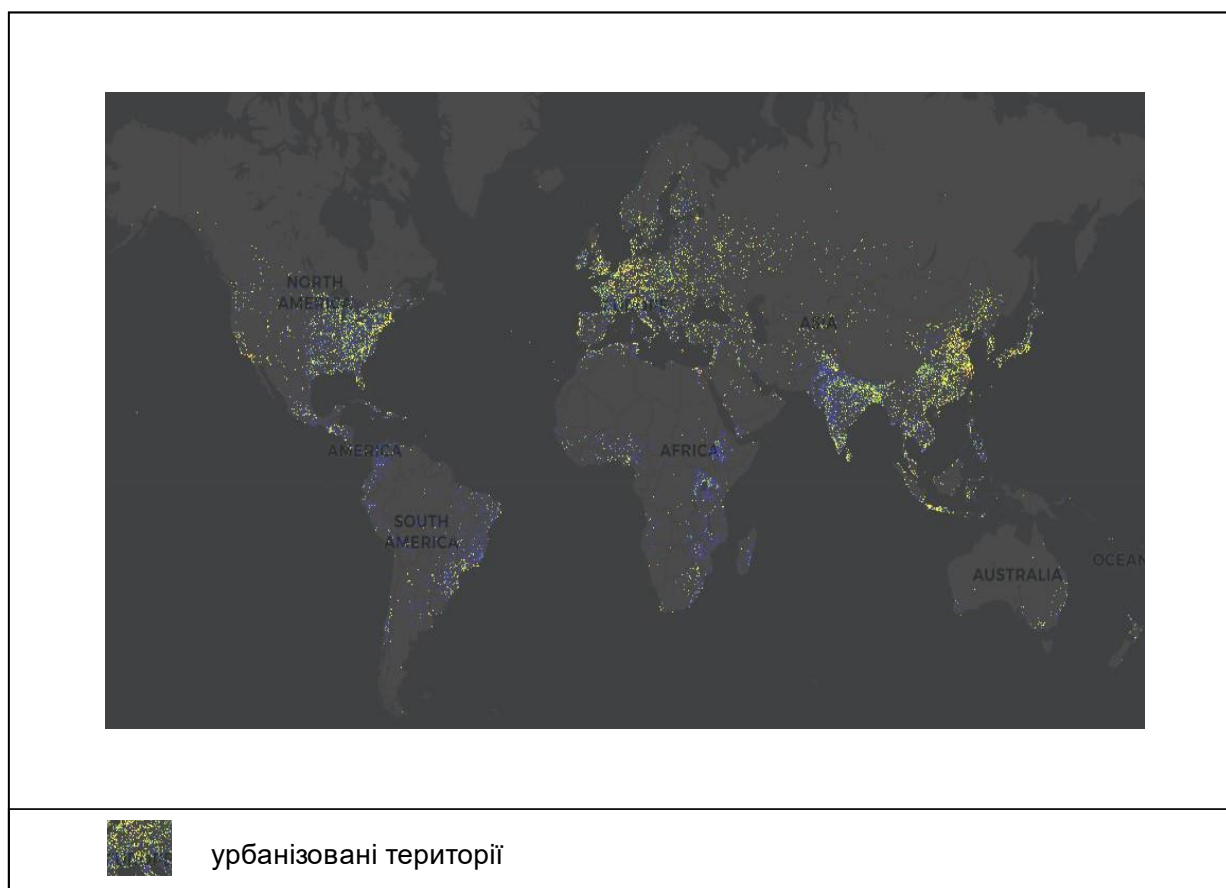 NORTH
AMERICA
ASIA
AMERICA
AFRICA
SOUTH
AMERICA
OCEAN
AUSTRALIA
урбанізовані території